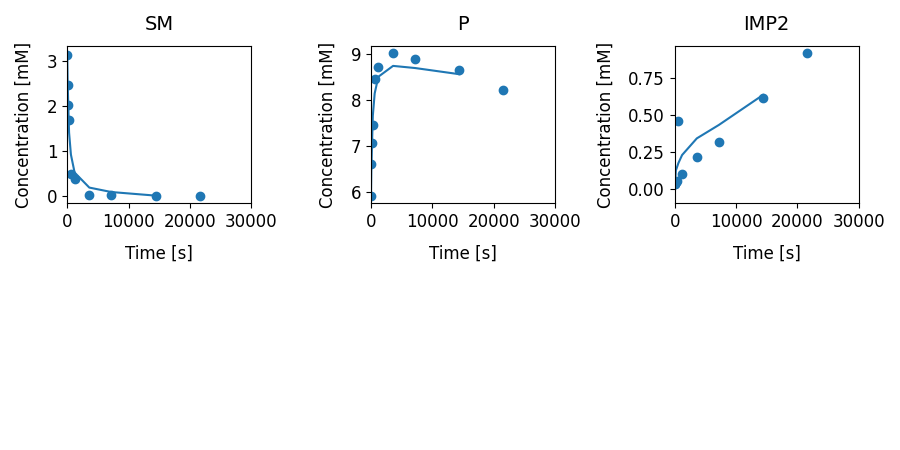 SM
P
IMP2
Concentration [mM]
3
2
1
0
0
10000
20000
30000
Time [s]
Concentration [mM]
9
8
7
6
0
10000
20000
30000
Time [s]
Concentration [mM]
0.75
0.50
0.25
0.00
0
10000
20000
30000
Time [s]